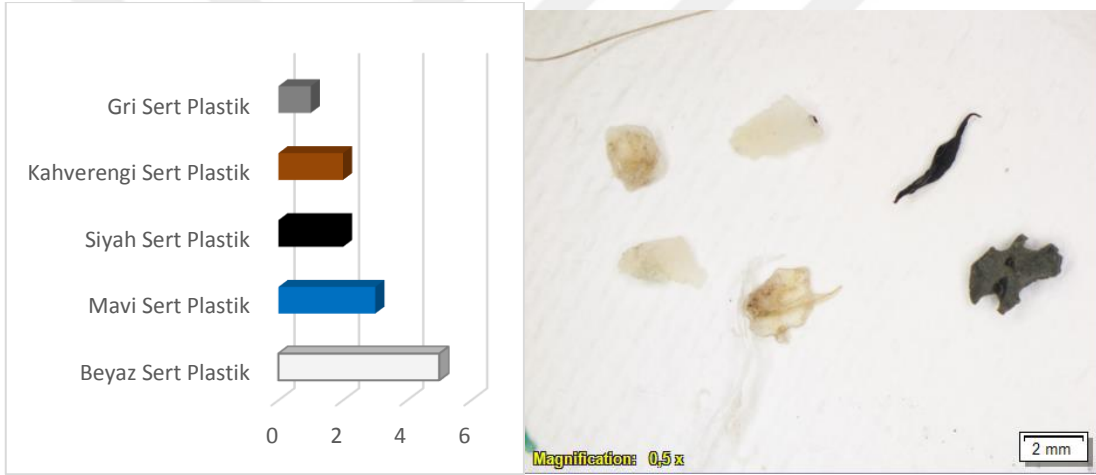 Gri Sert Plastik
Kahverengi Sert Plastik
Siyah Sert Plastik
Mavi Sert Plastik
Beyaz Sert Plastik
0 2 4 6
Magnification: 0,5 x
2 mm